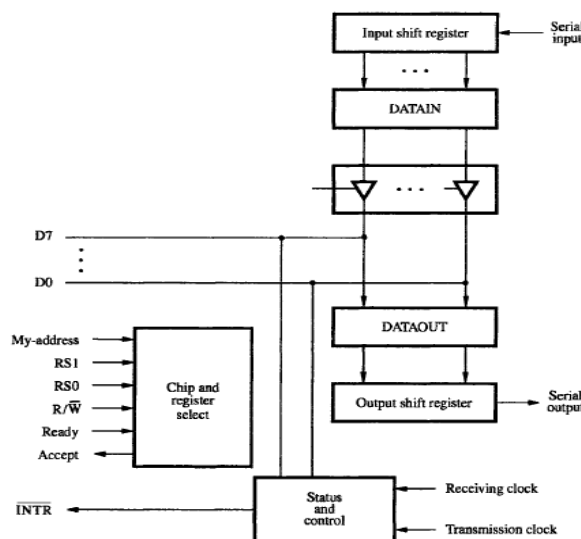 Input shift register
Serial
input
DATAIN
D7
D0
DATAOUT
My-address
RS1
RS0
R/W̅
Ready
Accept
Chip and
register
select
Output shift register
Serial
output
I̅N̅T̅R̅
Status
and
control
Receiving clock
Transmission clock